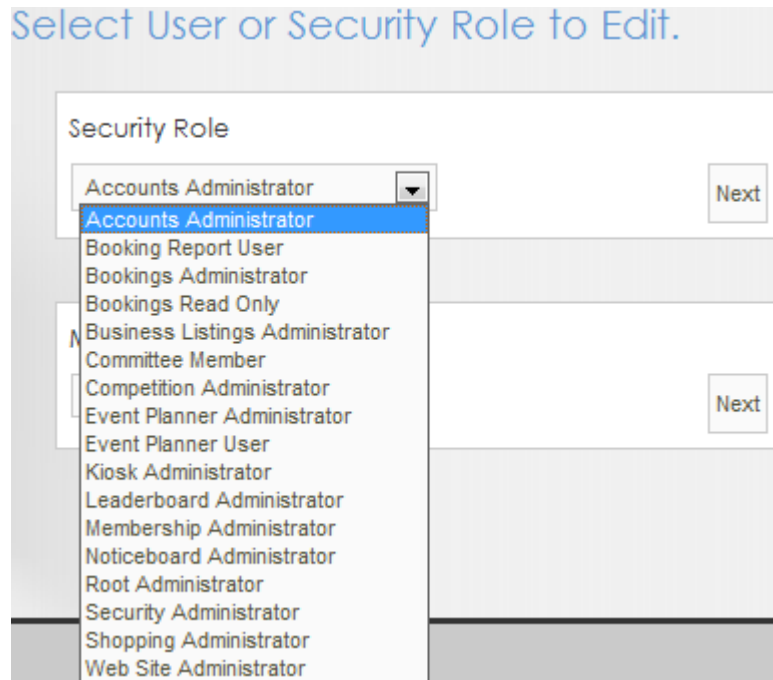 Select User or Security Role to Edit.
Security Role
Accounts Administrator
Next
Accounts Administrator
Booking Report User
Bookings Administrator
Bookings Read Only
Business Listings Administrator
Committee Member
Competition Administrator
Next
Event Planner Administrator
Event Planner User
Kiosk Administrator
Leaderboard Administrator
Membership Administrator
Noticeboard Administrator
Root Administrator
Security Administrator
Shopping Administrator
Web Site Administrator